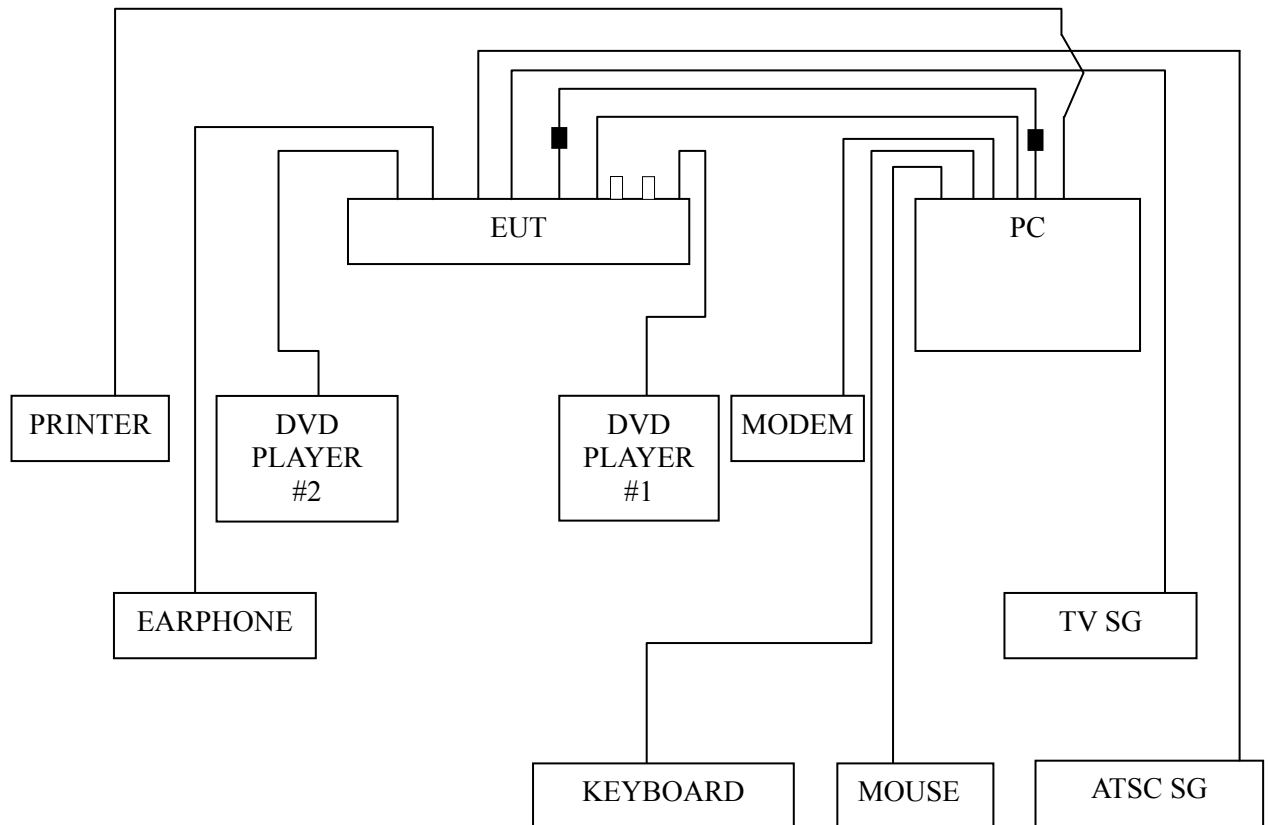 EUT
PC
PRINTER
DVD
PLAYER
#2
DVD
PLAYER
#1
MODEM
EARPHONE
TV SG
KEYBOARD
MOUSE
ATSC SG